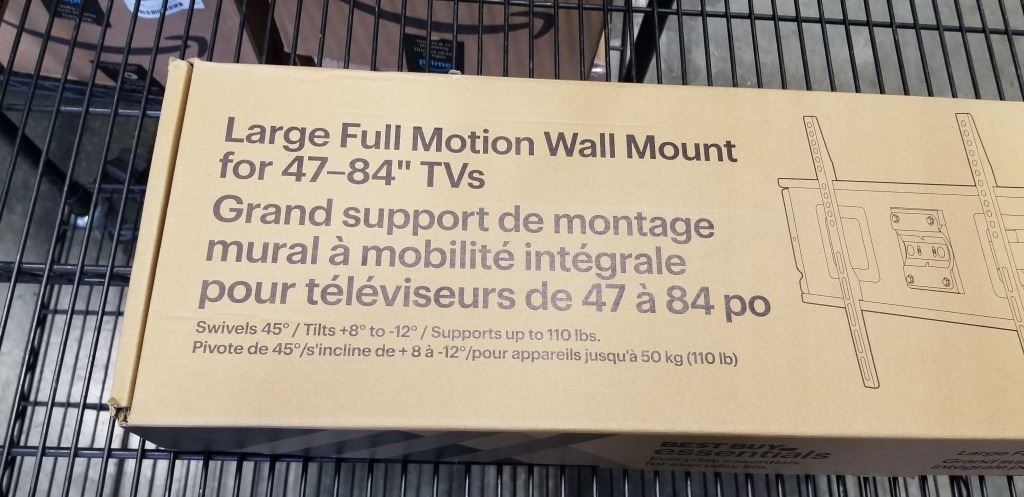 prime
Large Full Motion Wall Mount
for 47–84" TVs
Grand support de montage
mural à mobilité intégrale
pour téléviseurs de 47 à 84 po
Swivels 45° / Tilts +8° to -12° / Supports up to 110 lbs.
Pivote de 45°/s'incline de + 8 à -12°/pour appareils jusqu'à 50 kg (110 lb)
BEST BUY
essentials
Large F